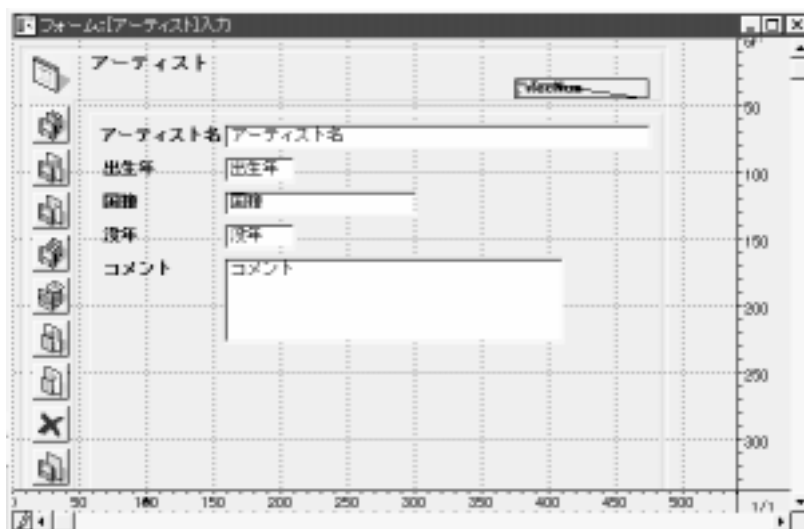 フォーム:[アーティスト]入力
アーティスト
アーティスト名 アーティスト名
出生年 出生年
国籍 国籍
没年 没年
コメント コメント
50
100
150
200
250
300
50 100 150 200 250 300 350 400 450 500
1/1